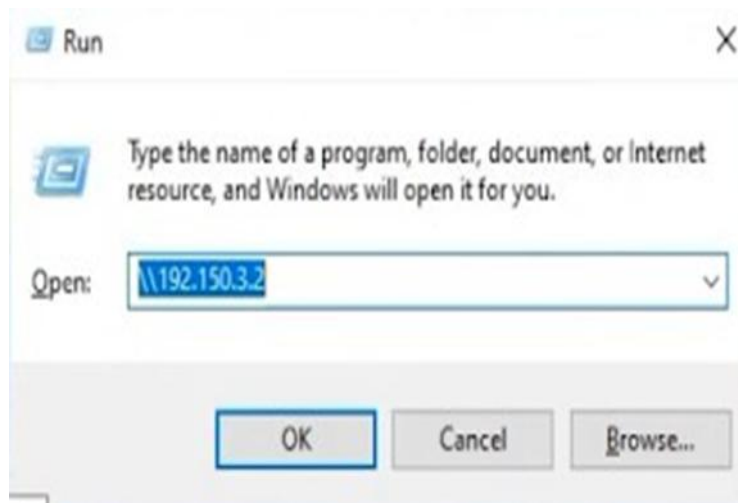 Run
Type the name of a program, folder, document, or Internet
resource, and Windows will open it for you.
Open:
\\192.150.3.2
OK
Cancel
Browse...